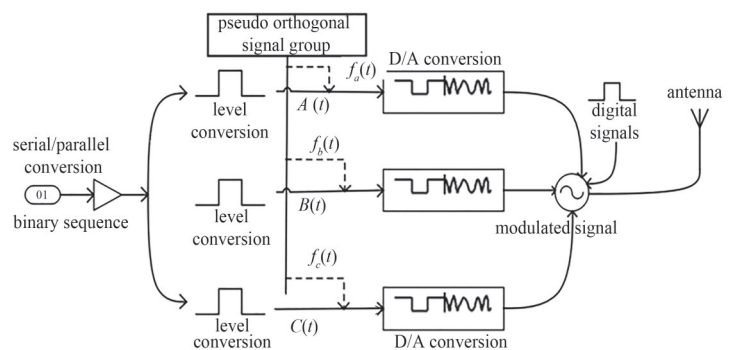 pseudo orthogonal
signal group
D/A conversion
f_a(t)
A (t)
level
conversion
digital
signals
antenna
serial/parallel
conversion
01
binary sequence
f_b(t)
B(t)
level
conversion
modulated signal
f_c(t)
C(t)
level
conversion
D/A conversion